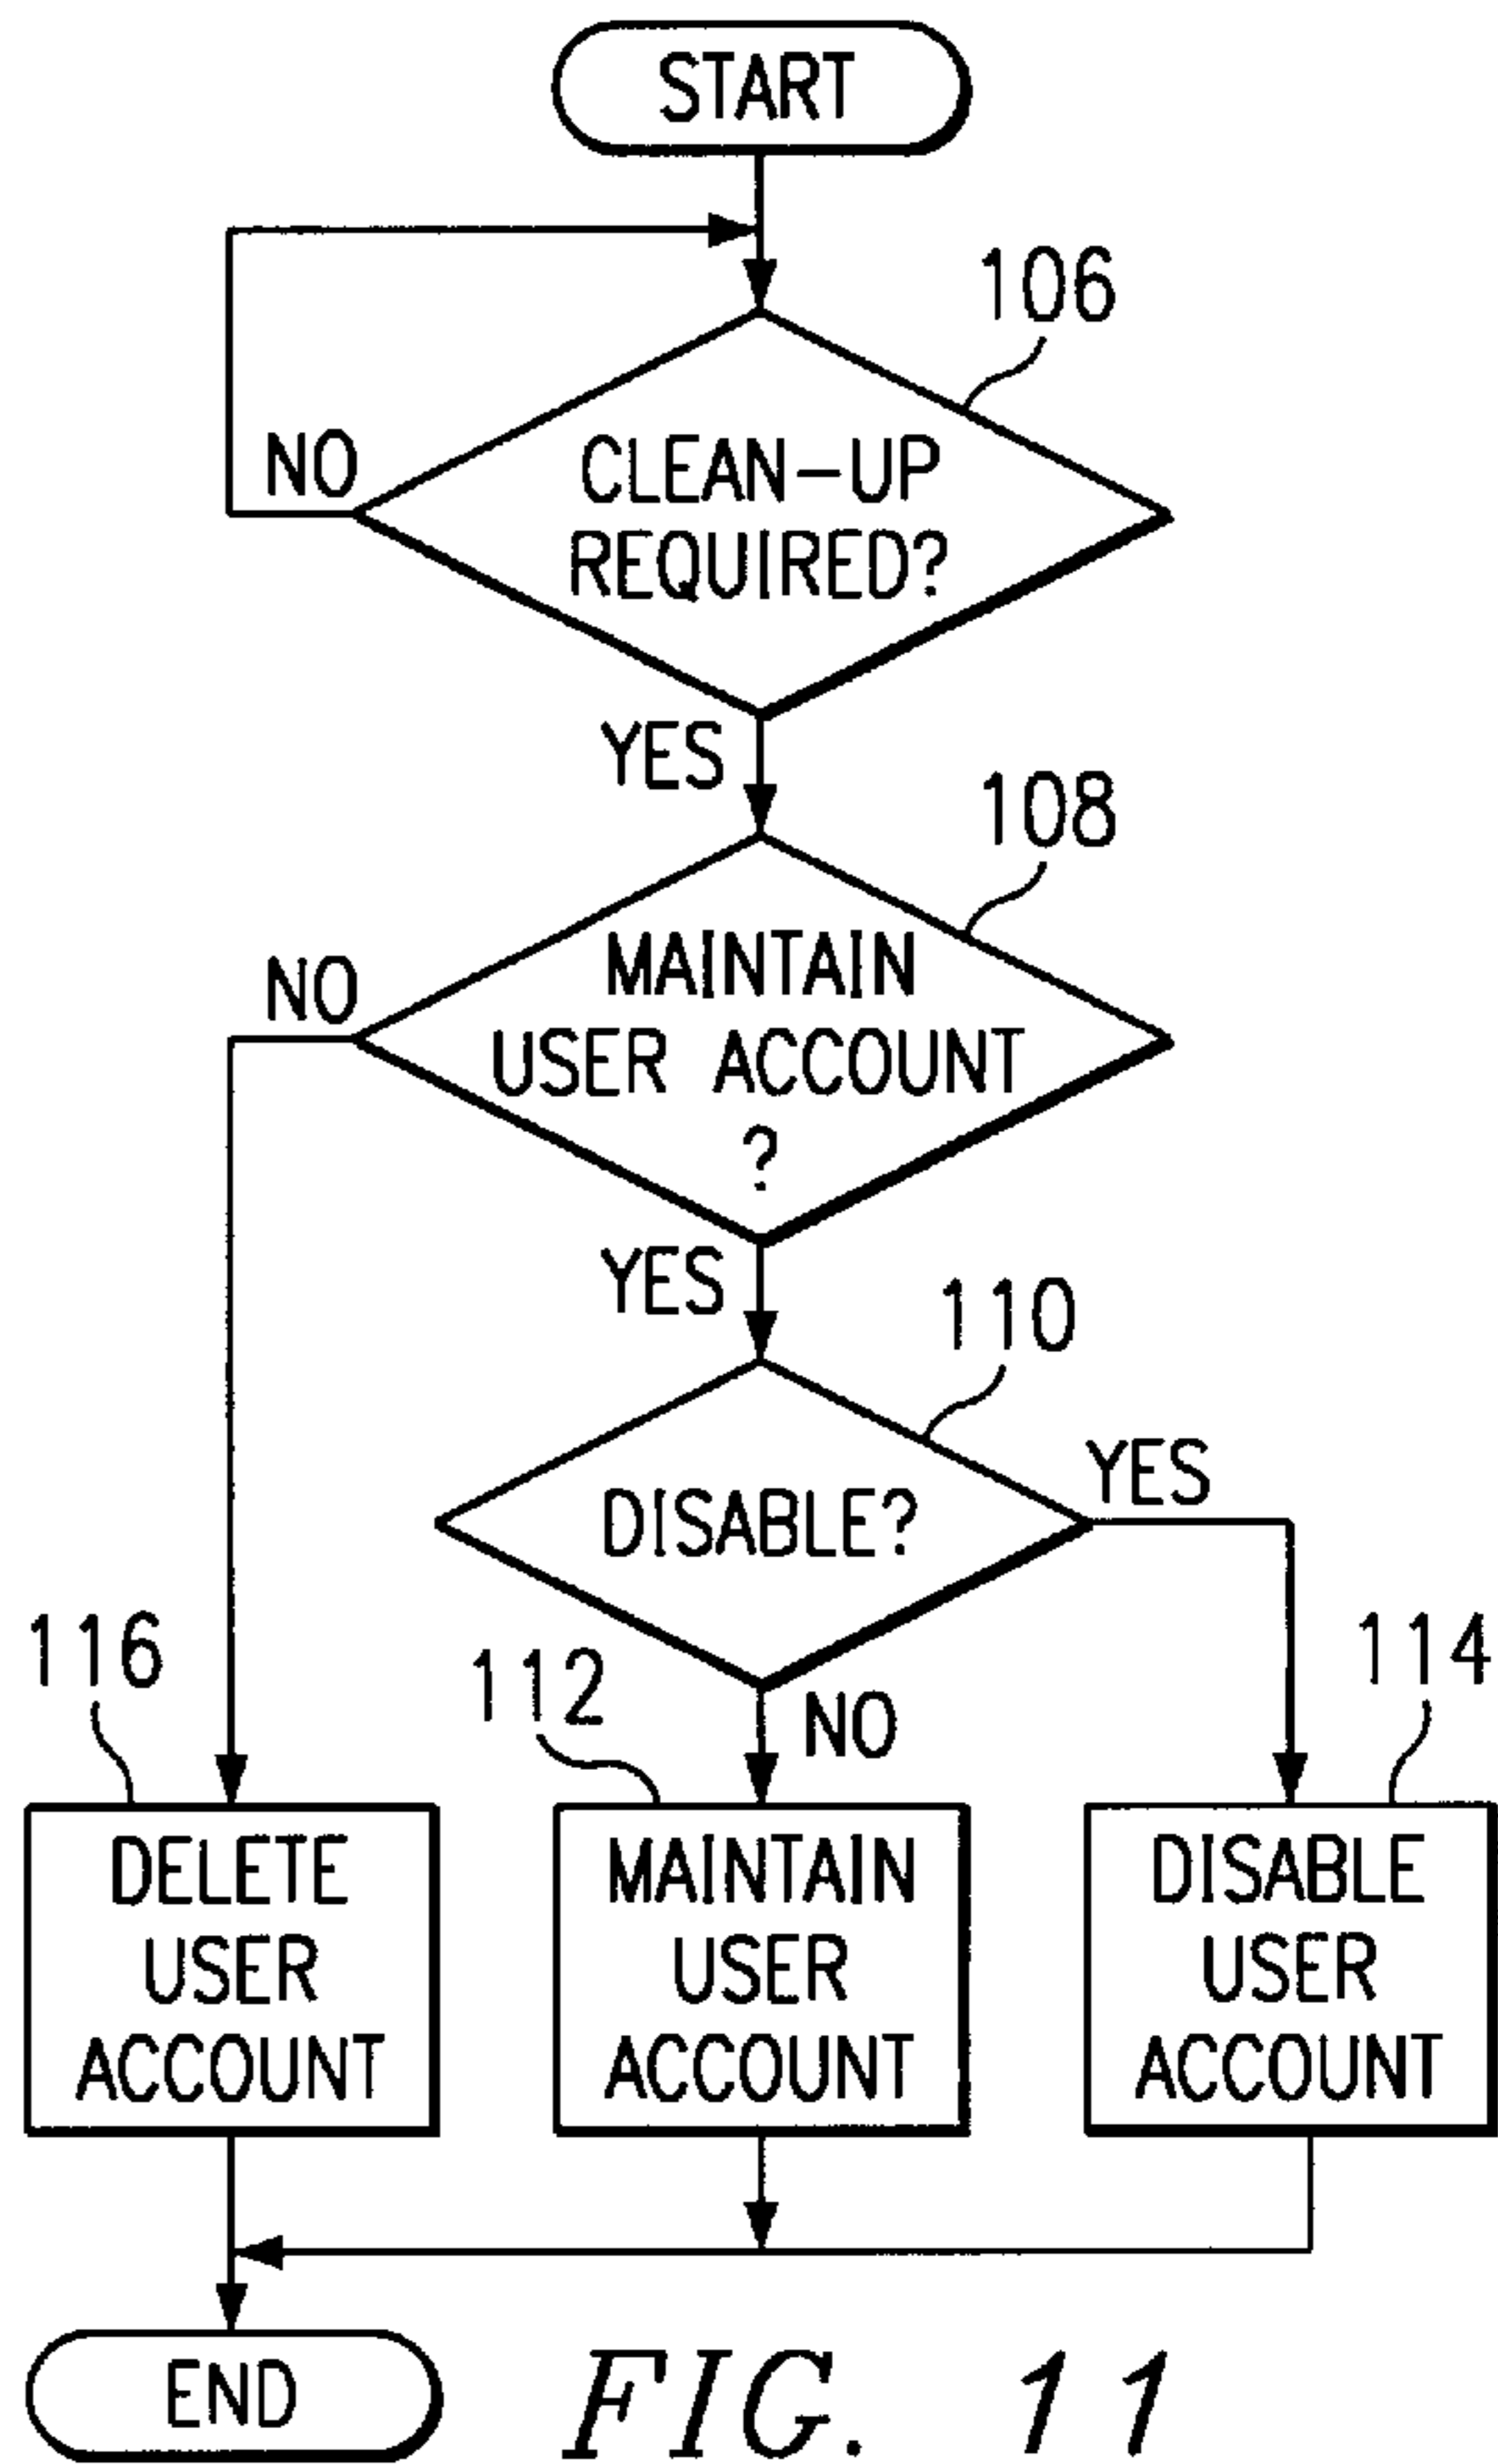 START
106
NO
CLEAN-UP
REQUIRED?
YES
108
NO
MAINTAIN
USER ACCOUNT
?
YES
110
DISABLE?
YES
116
112
NO
114
DELETE
USER
ACCOUNT
MAINTAIN
USER
ACCOUNT
DISABLE
USER
ACCOUNT
END
FIG. 11